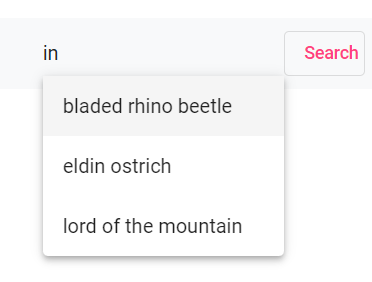 in
Search
bladed rhino beetle
eldin ostrich
lord of the mountain